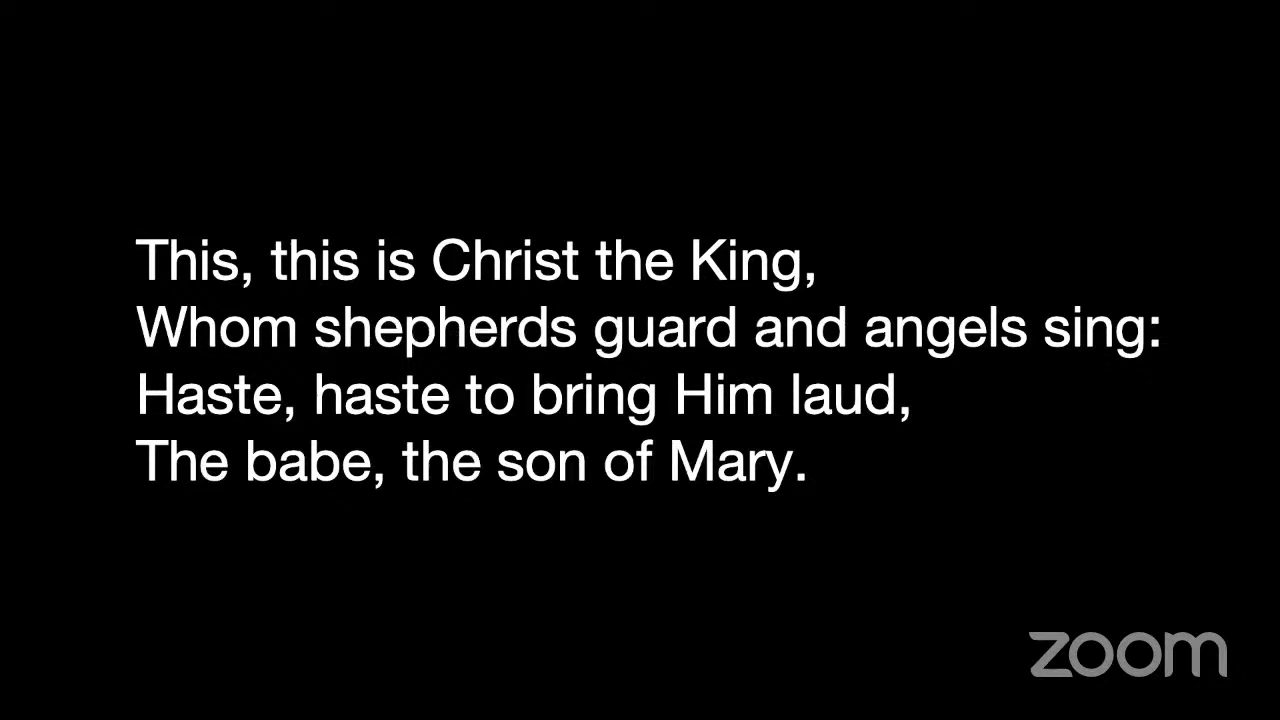 This, this is Christ the King,
Whom shepherds guard and angels sing:
Haste, haste to bring Him laud,
The babe, the son of Mary.
zoom